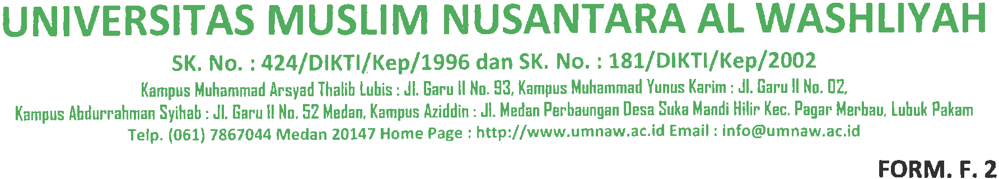 UNIVERSITAS MUSLIM NUSANTARA AL WASHLIYAH
SK. No. : 424/DIKTI/Kep/1996 dan SK. No. : 181/DIKTI/Kep/2002
Kampus Muhammad Arsyad Thalib Lubis : Jl. Garu II No. 93, Kampus Muhammad Yunus Karim : Jl. Garu II No. 02,
Kampus Abdurrahman Syihab : Jl. Garu II No. 52 Medan, Kampus Aziddin : Jl. Medan Perbaungan Desa Suka Mandi Hilir Kec. Pagar Merbau, Lubuk Pakam
Telp. (061) 7867044 Medan 20147 Home Page : http://www.umnaw.ac.id Email : info@umnaw.ac.id
FORM. F. 2